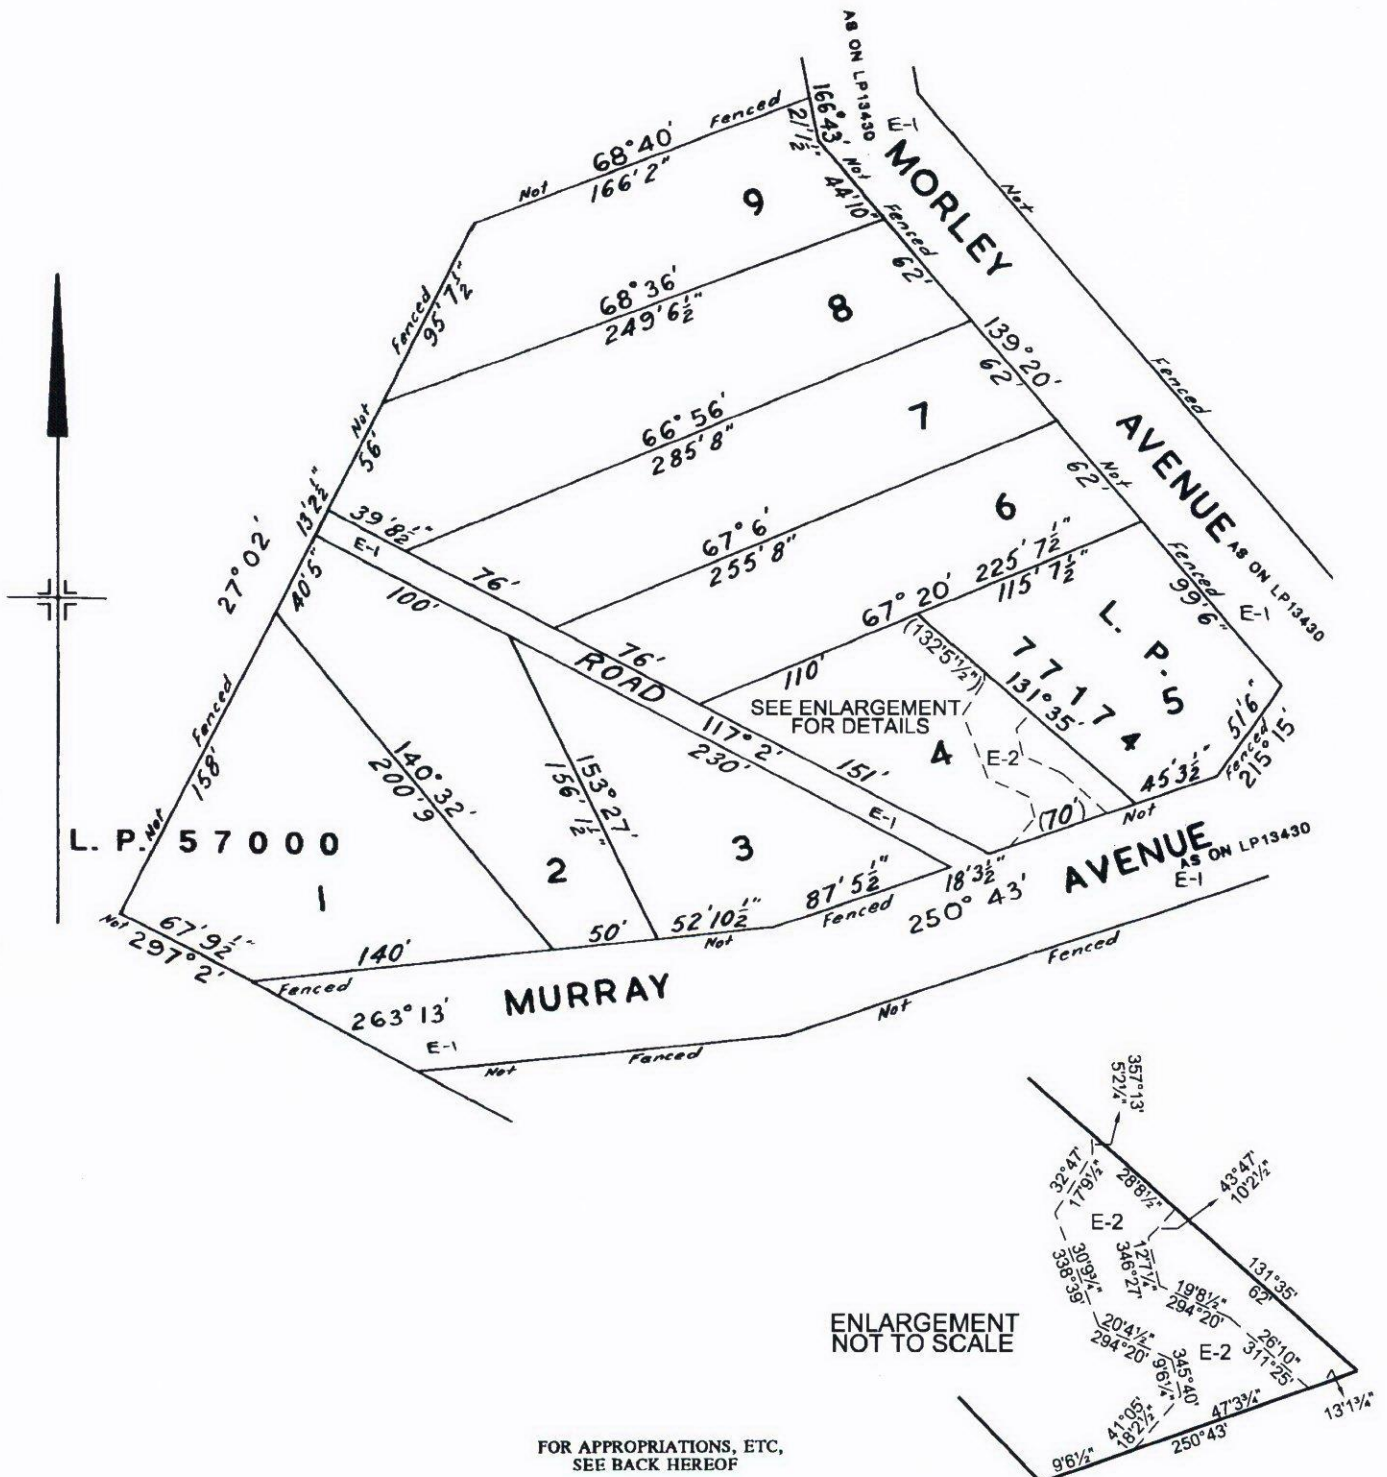 AS ON LP13430
166°43'
21'1½"
E-1
MORLEY
Not
Fenced
68°40'
166'2"
Not
Fenced
Not
44'10"
Fenced
9
62'
68°36'
249'6½"
8
Fenced
95'7½"
139°20'
62'
Fenced
66°56'
285'8"
7
AVENUE
AS ON LP13430
Not
56'
62'
Not
13'2½"
39'8½"
E-1
6
67°6'
255'8"
27°02'
76'
225'7½"
67°20'
115'7½"
Fenced
99'6"
E-1
40'5"
100'
110'
(132'5½")
L. P.
77174
131°35'
5
76'
ROAD
SEE ENLARGEMENT
FOR DETAILS
117°2'
230'
151'
4
E-2
51'6"
Fenced
215°15'
45'3½"
Fenced
158'
Not
140°32'
200'9
153°27'
156'1½"
E-1
(70')
Not
L. P. 57000
1
2
3
87'5½"
Fenced
18'3½"
250°43'
AVENUE
AS ON LP13430
E-1
Not
67'9½"
297°2'
140'
Fenced
50'
52'10½"
Not
MURRAY
263°13'
E-1
Not
Fenced
Not
Fenced
357°13'
5'2¼"
32°47'
17'9½"
28'8½"
43°47'
10'2½"
E-2
30'9¾"
338°39'
12'7¼"
346°27'
19'8½"
294°20'
131°35'
62'
20'4½"
294°20'
E-2
26'10"
311°25'
345°40'
9'6¼"
41°05'
18'2½"
47'3¾"
250°43'
13'1¾"
9'6½"
ENLARGEMENT
NOT TO SCALE
FOR APPROPRIATIONS, ETC,
SEE BACK HEREOF